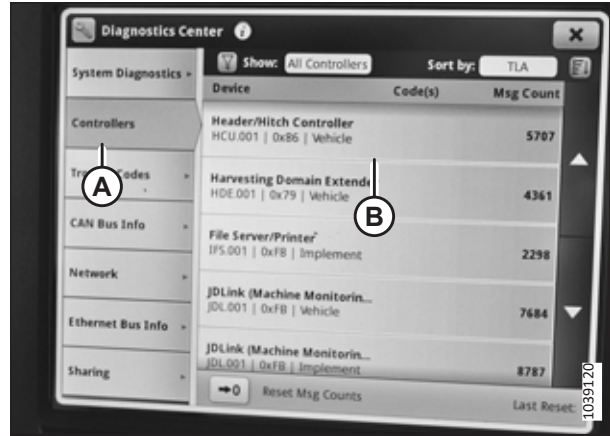 Diagnostics Center
System Diagnostics
Show: All Controllers Sort by: TLA
Device Code(s) Msg Count
Controllers
Header/Hitch Controller
HCU.001 | 0x86 | Vehicle 5707
A
Codes
Harvesting Domain Extende
HDE.001 | 0x79 | Vehicle 4361
B
CAN Bus Info
File Server/Printer
IFS.001 | 0xF8 | Implement 2298
Network
JDLink (Machine Monitorin...
JDL.001 | 0xFB | Vehicle 7684
Ethernet Bus Info
JDLink (Machine Monitorin...
JDL.001 | 0xFB | Implement 8787
Sharing
Reset Msg Counts Last Reset:
1039120